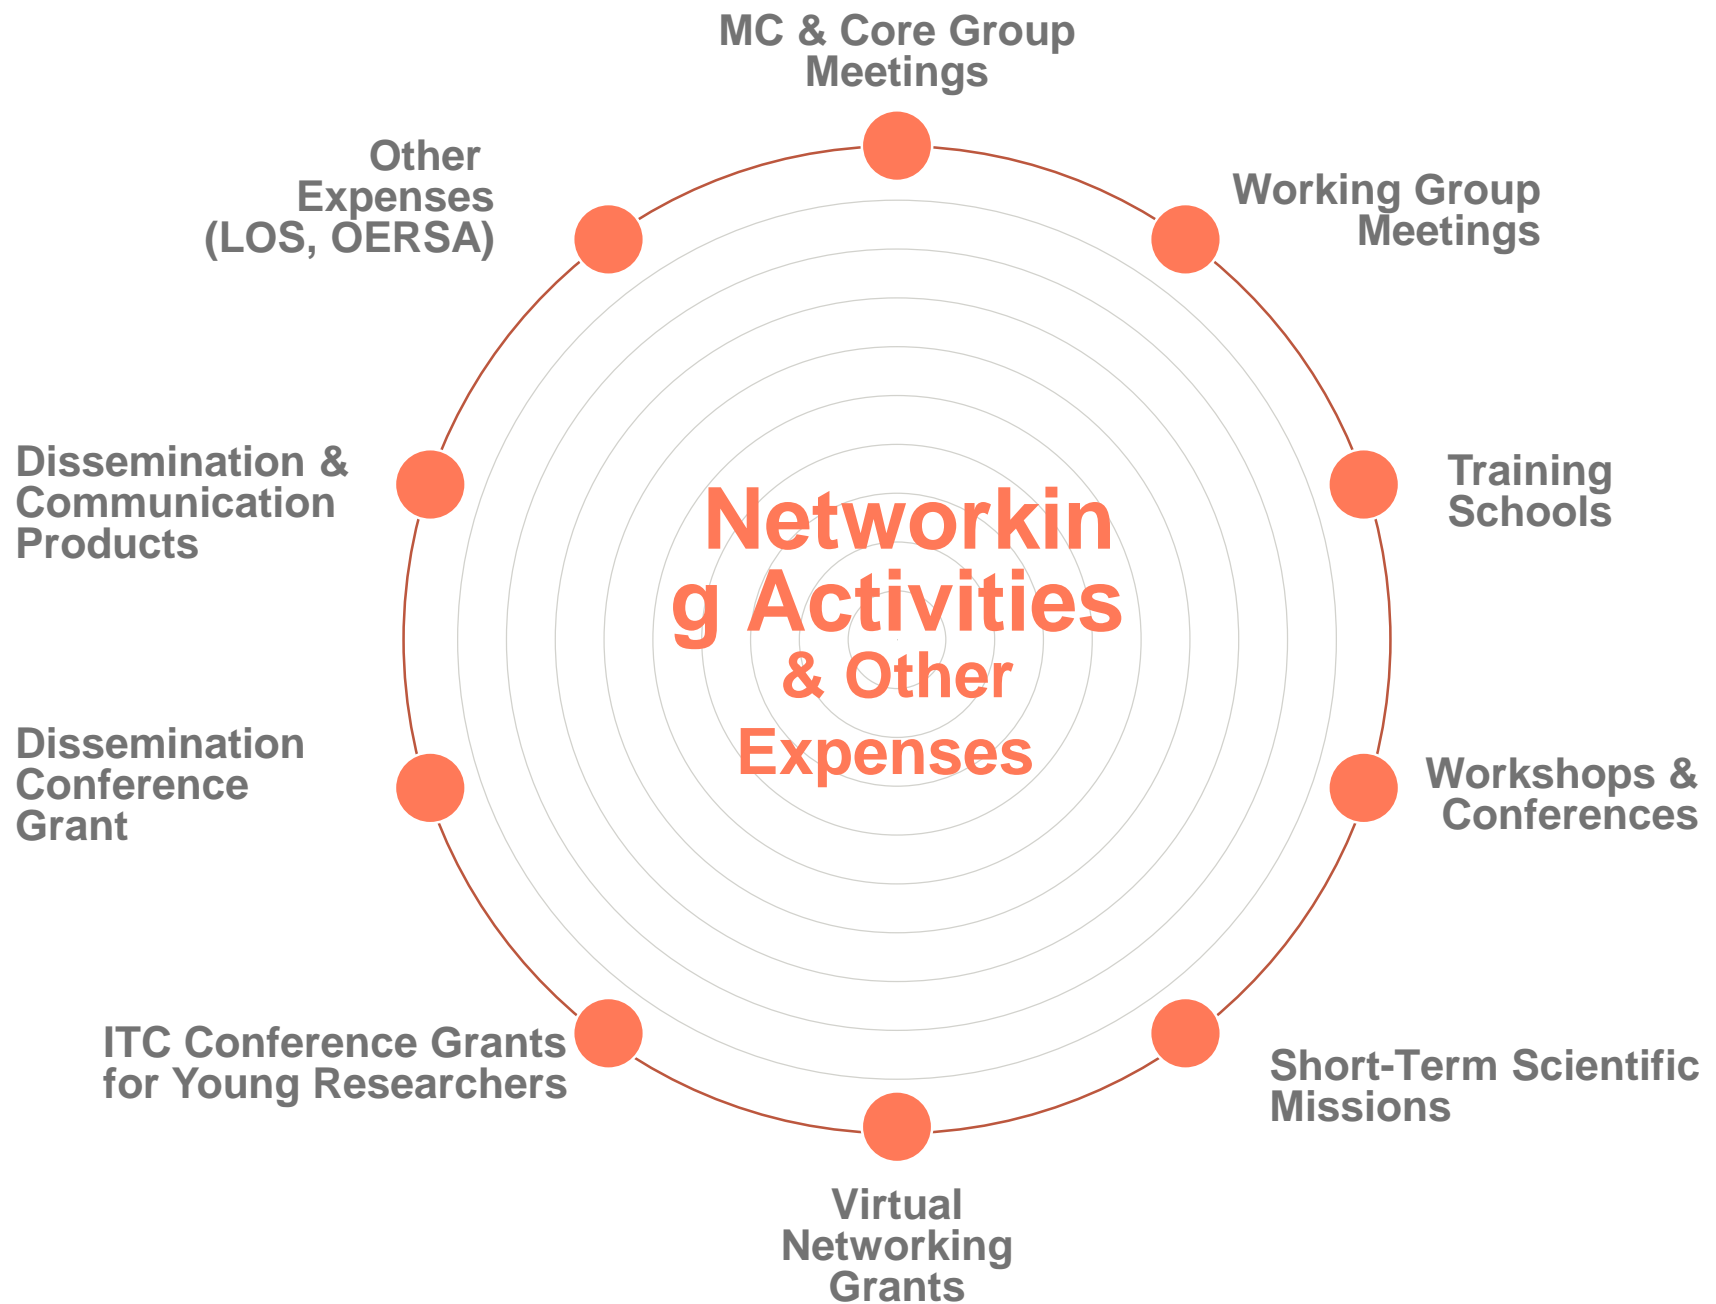 MC & Core Group
Meetings
Other
Expenses
(LOS, OERSA)
Working Group
Meetings
Dissemination &
Communication
Products
Training
Schools
Networkin
g Activities
& Other
Expenses
Dissemination
Conference
Grant
Workshops &
Conferences
ITC Conference Grants
for Young Researchers
Short-Term Scientific
Missions
Virtual
Networking
Grants